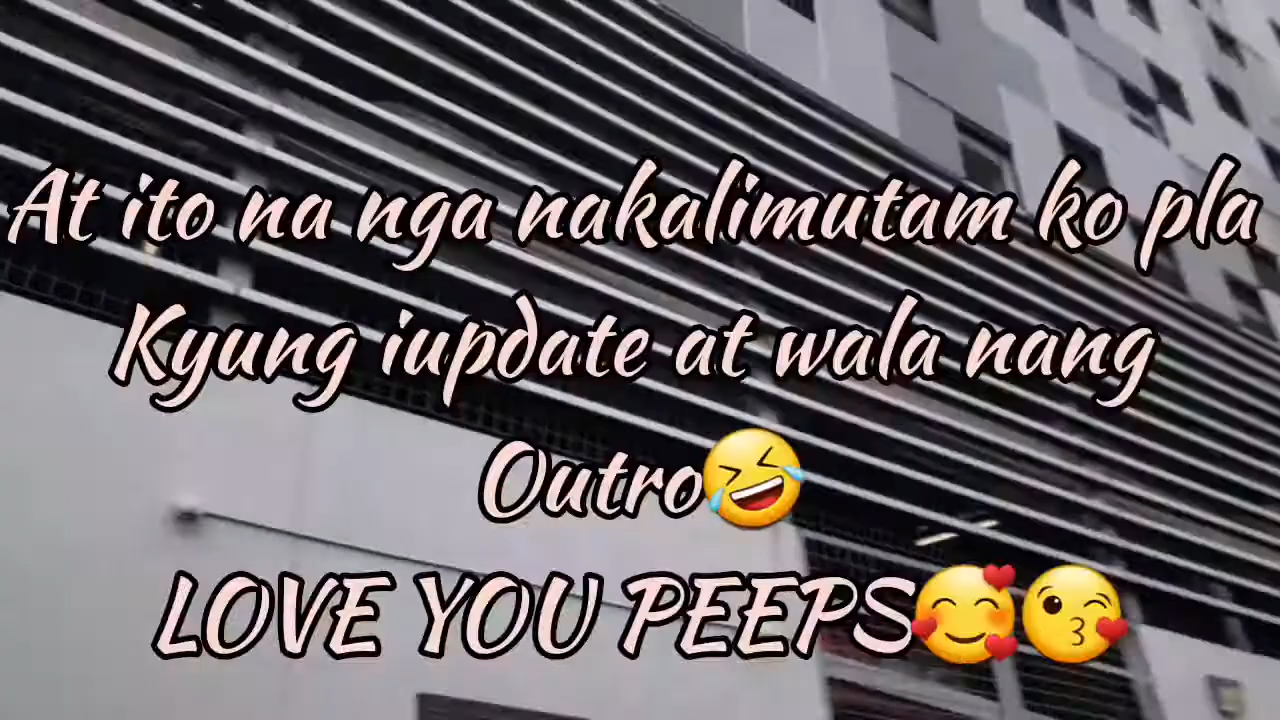 At ito na nga nakalimutam ko pla
Kyung iupdate at wala nang
Outro🤣
LOVE YOU PEEPS🥰😘